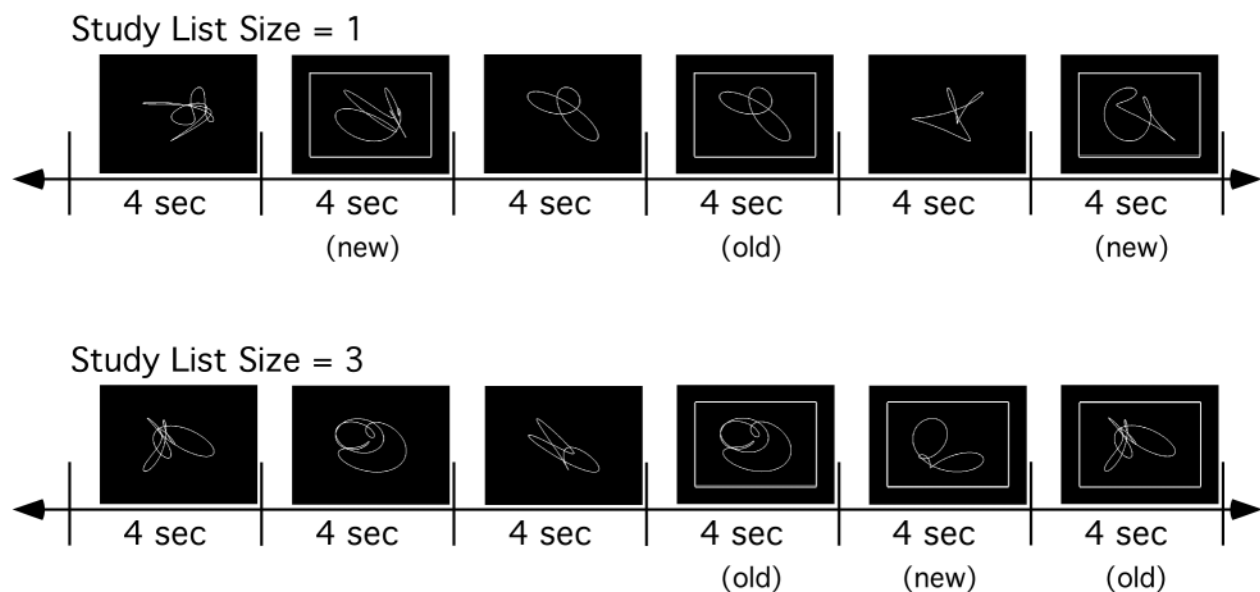 Study List Size = 1
4 sec 4 sec 4 sec 4 sec 4 sec 4 sec
(new) (old) (new)
Study List Size = 3
4 sec 4 sec 4 sec 4 sec 4 sec 4 sec
(old) (new) (old)